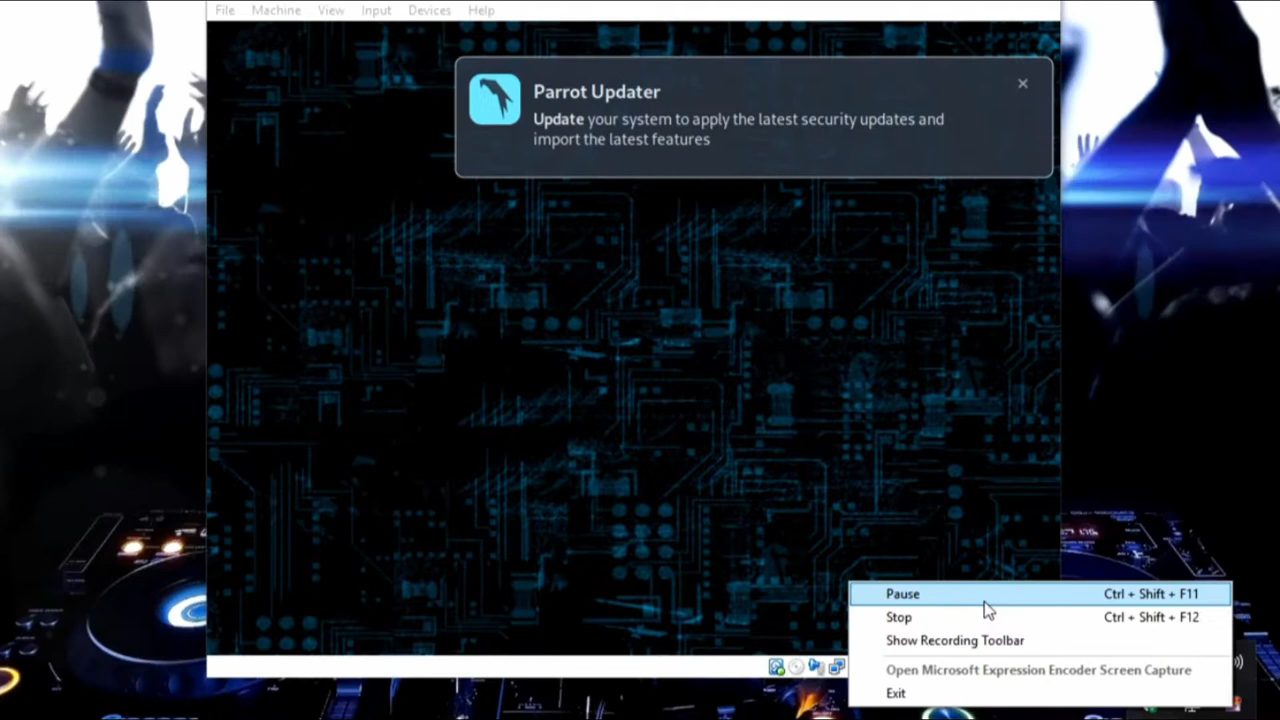 File Machine View Input Devices Help
Parrot Updater
Update your system to apply the latest security updates and
import the latest features
Pause Ctrl + Shift + F11
Stop Ctrl + Shift + F12
Show Recording Toolbar
Open Microsoft Expression Encoder Screen Capture
Exit